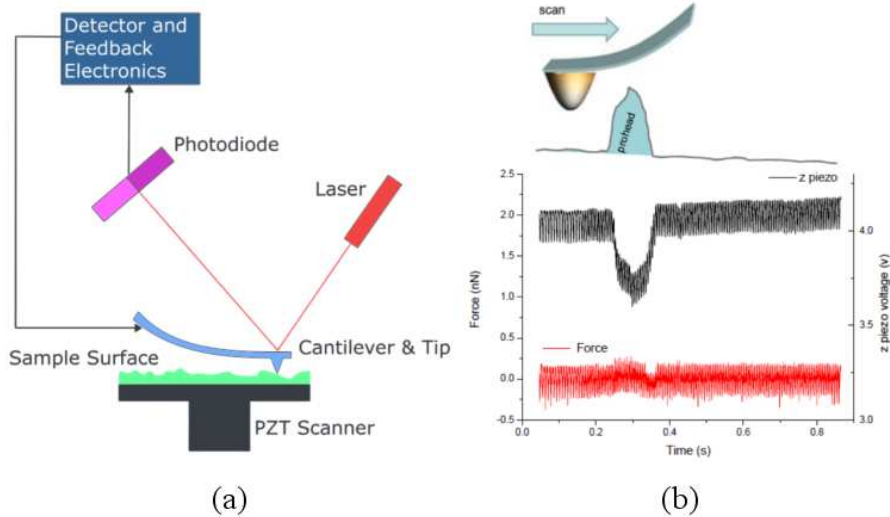 Detector and
Feedback
Electronics
Photodiode
Laser
Cantilever & Tip
Sample Surface
PZT Scanner
(a)
scan
prohead
z piezo
2.5
2.0
1.5
1.0
0.5
0.0
-0.5
Force (nN)
Force
4.0
3.5
3.0
z piezo voltage (v)
0.0 0.2 0.4 0.6 0.8
Time (s)
(b)